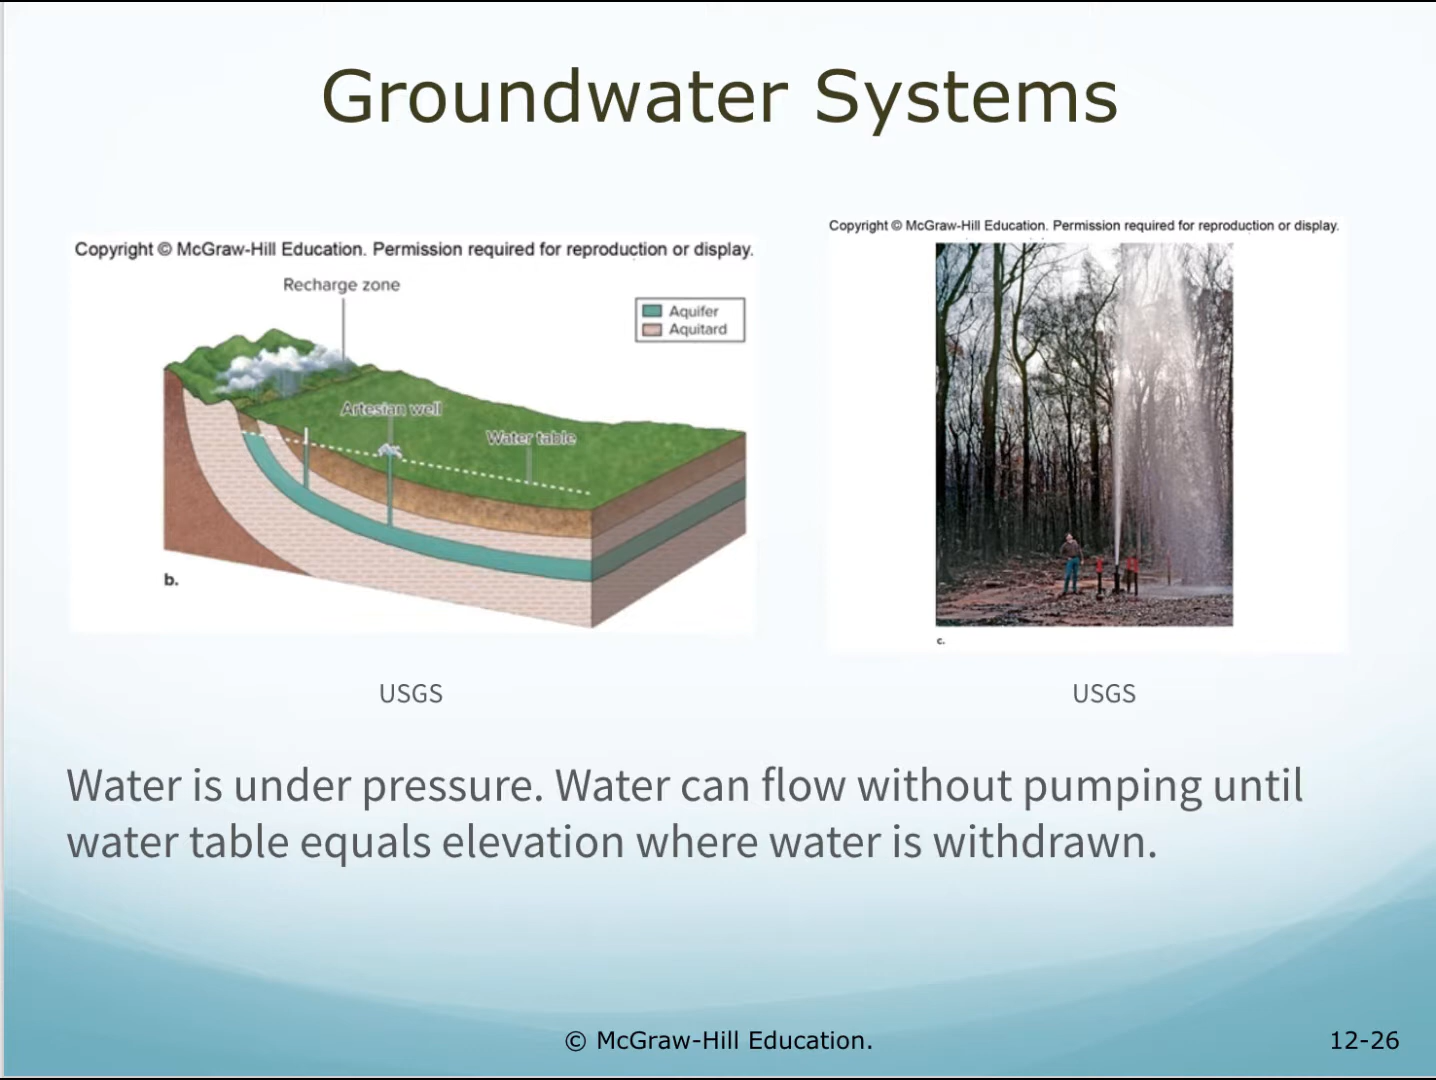 Groundwater Systems
Copyright © McGraw-Hill Education. Permission required for reproduction or display.
Recharge zone
Aquifer
Aquitard
Artesian well
Water table
b.
USGS
Copyright © McGraw-Hill Education. Permission required for reproduction or display.
c.
USGS
Water is under pressure. Water can flow without pumping until
water table equals elevation where water is withdrawn.
© McGraw-Hill Education.
12-26